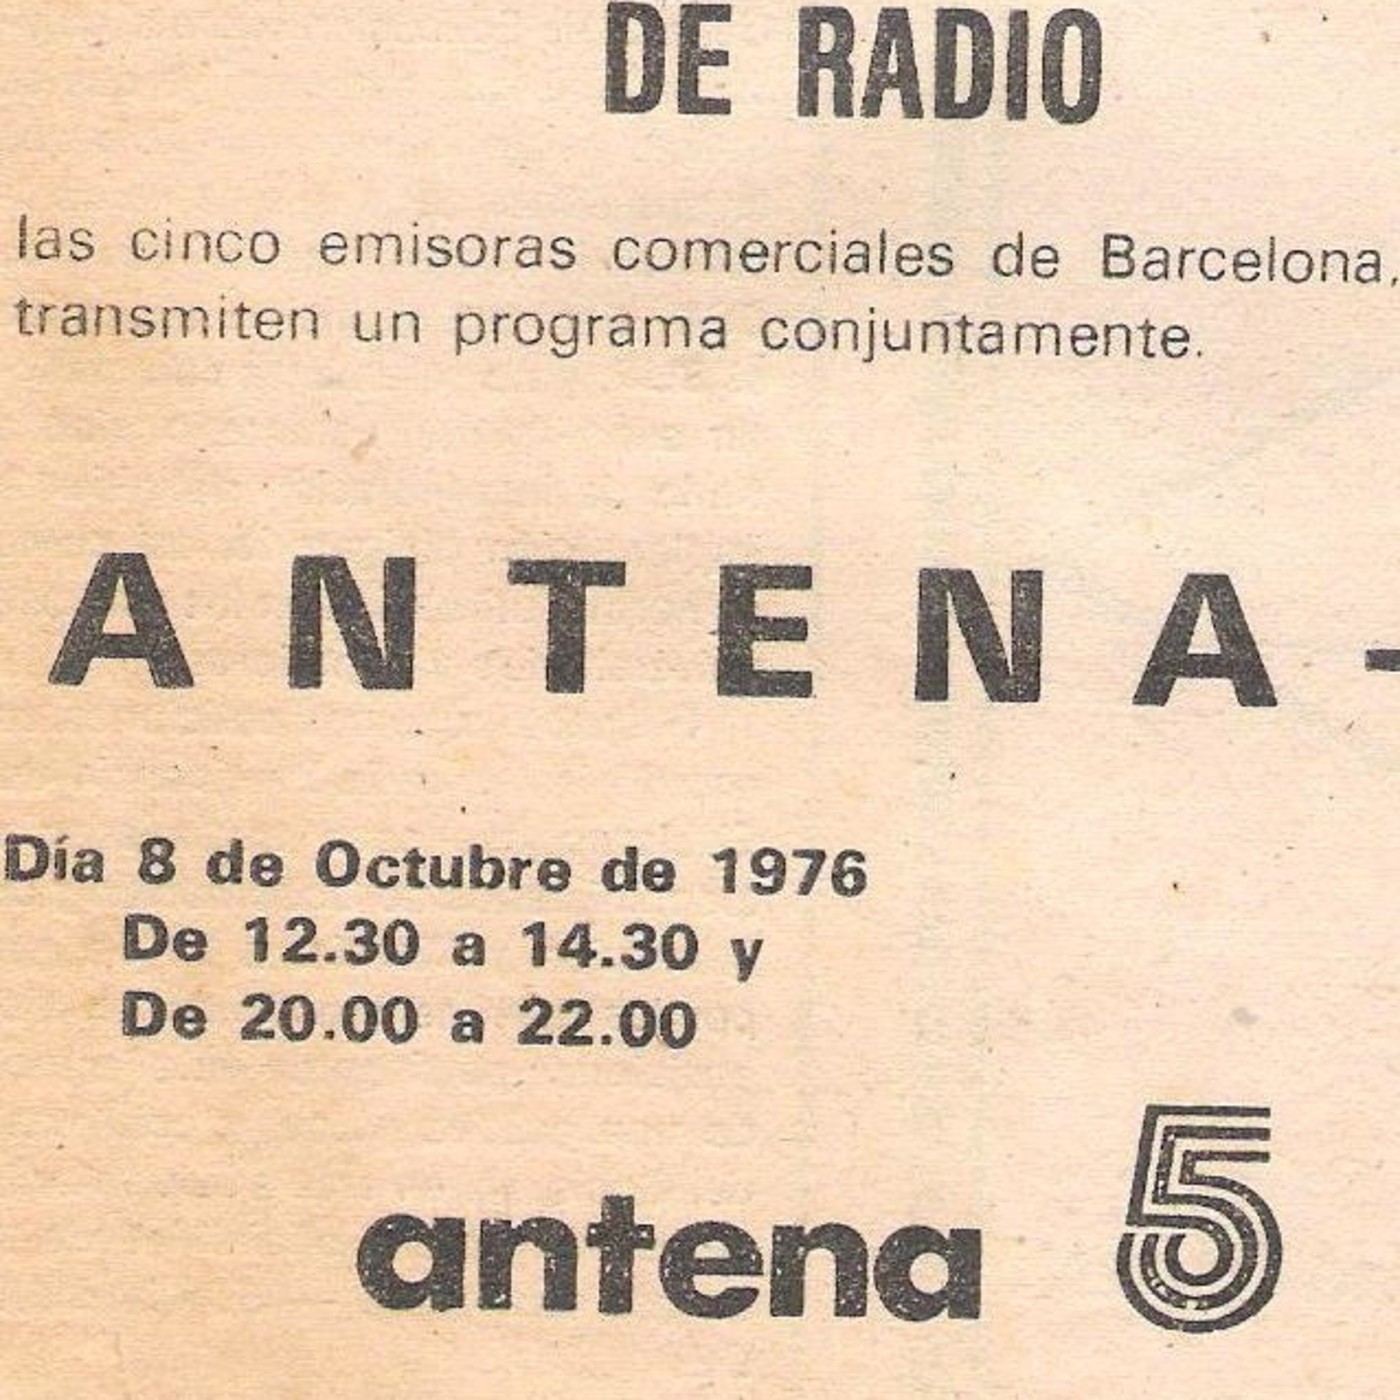 DE RADIO
las cinco emisoras comerciales de Barcelona,
transmiten un programa conjuntamente.
ANTENA-
Día 8 de Octubre de 1976
De 12.30 a 14.30 y
De 20.00 a 22.00
antena 5